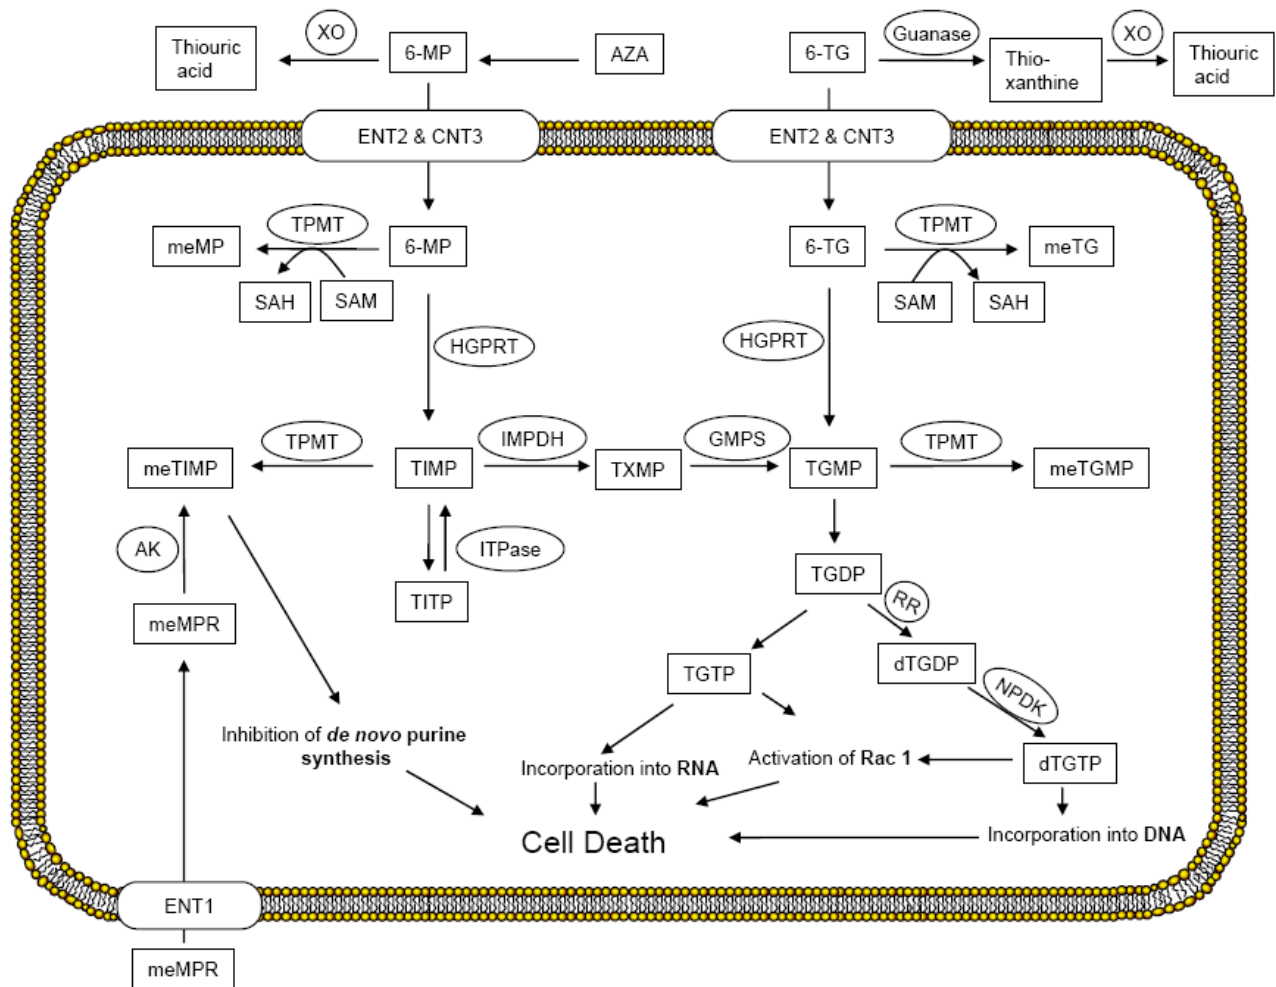 XO
Guanase
XO
Thiouric
acid
6-MP
AZA
6-TG
Thio-
xanthine
Thiouric
acid
ENT2 & CNT3
ENT2 & CNT3
TPMT
TPMT
meMP
6-MP
6-TG
meTG
SAH
SAM
SAM
SAH
HGPRT
HGPRT
TPMT
IMPDH
GMPS
TPMT
meTIMP
TIMP
TXMP
TGMP
meTGMP
AK
ITPase
TGDP
RR
TITP
meMPR
TGTP
dTGDP
NPDK
Inhibition of de novo purine
synthesis
Incorporation into RNA
Activation of Rac 1
dTGTP
Cell Death
Incorporation into DNA
ENT1
meMPR